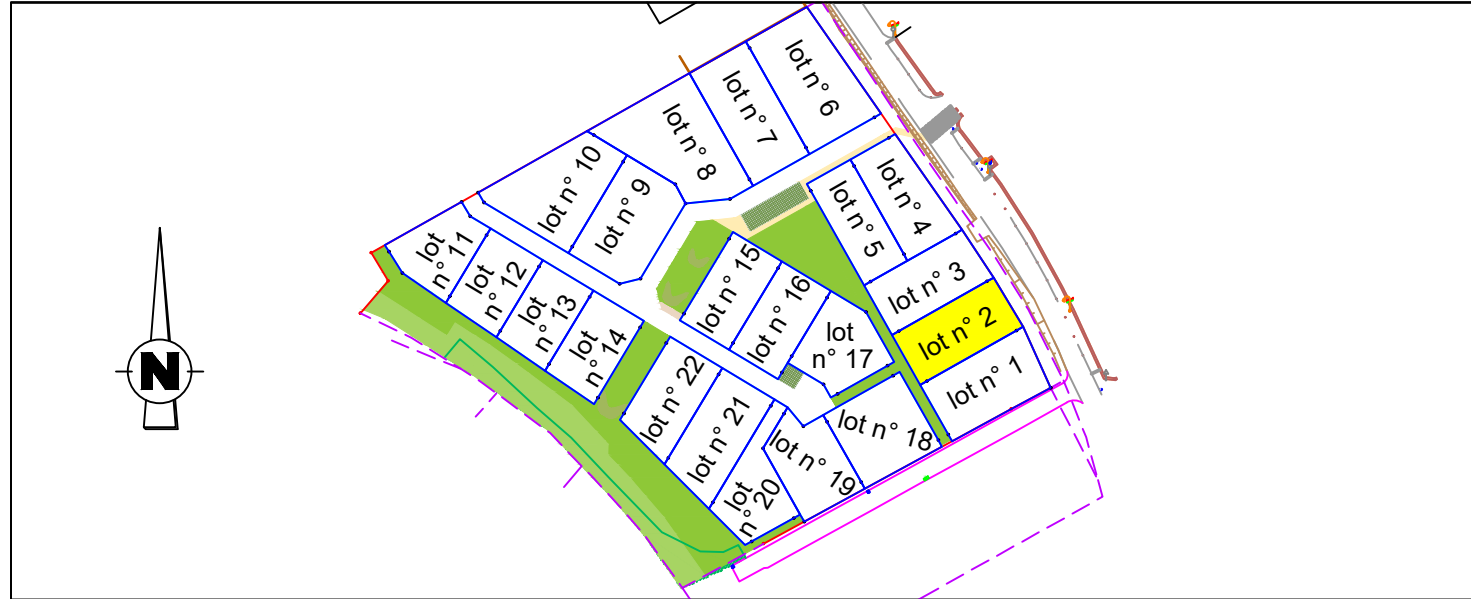 lot n° 6
lot n° 7
lot n° 8
lot n° 10
lot n° 9
lot
n° 11
lot
n° 12
lot
n° 13
lot
n° 14
lot n° 15
lot n° 16
lot
n° 17
lot n° 5
lot n° 4
lot n° 3
lot n° 2
lot n° 1
lot n° 18
lot n° 19
lot
n° 20
lot n° 21
lot n° 22
N